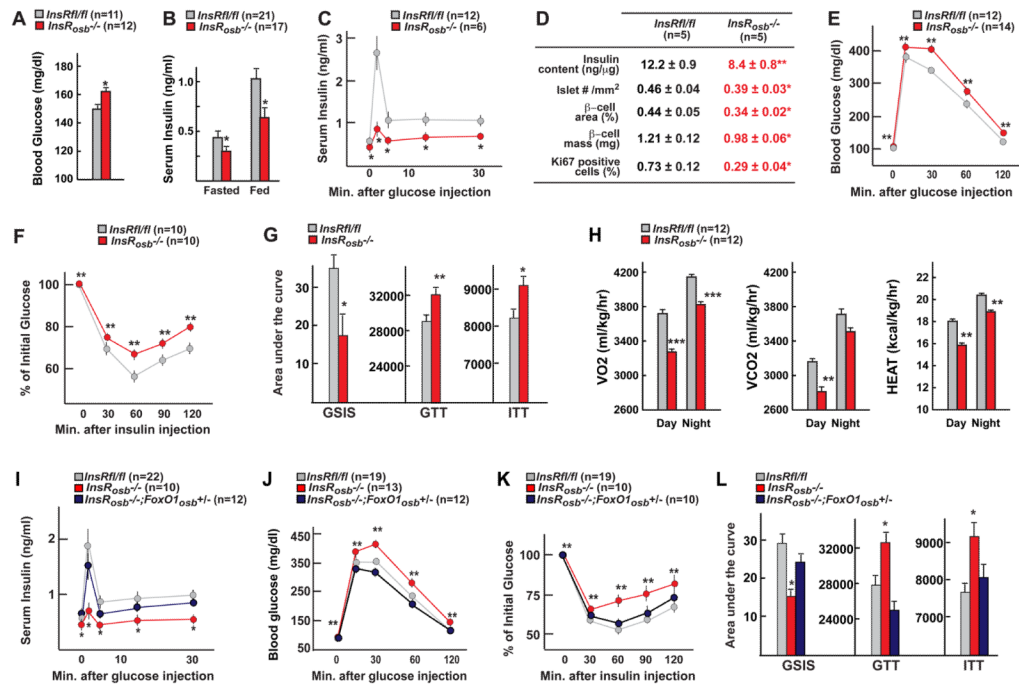 A
InsRfl/fl (n=11)
InsRosb-/- (n=12)
Blood Glucose (mg/dl)
180
160
140
120
100
*
B
InsRfl/fl (n=21)
InsRosb-/- (n=17)
Serum Insulin (ng/ml)
1.0
0.5
*
*
Fasted Fed
C
InsRfl/fl (n=12)
InsRosb-/- (n=6)
Serum Insulin (ng/ml)
3
2
1
* * * * *
0 10 30
Min. after glucose injection
D
InsRfl/fl InsRosb-/-
(n=5) (n=5)
Insulin
content (ng/µg) 12.2 ± 0.9 8.4 ± 0.8**
Islet # /mm2 0.46 ± 0.04 0.39 ± 0.03*
β-cell
area (%) 0.44 ± 0.05 0.34 ± 0.02*
β-cell
mass (mg) 1.21 ± 0.12 0.98 ± 0.06*
Ki67 positive
cells (%) 0.73 ± 0.12 0.29 ± 0.04*
E
InsRfl/fl (n=12)
InsRosb-/- (n=14)
Blood Glucose (mg/dl)
400
300
200
100
** ** ** ** **
0 10 30 60 120
Min. after glucose injection
F
InsRfl/fl (n=10)
InsRosb-/- (n=10)
% of Initial Glucose
100
80
60
40
** ** ** ** **
0 30 60 90 120
Min. after insulin injection
G
InsRfl/fl
InsRosb-/-
Area under the curve
30
20
10
*
GSIS
32000
28000
24000
**
GTT
9000
8000
7000
*
ITT
H
InsRfl/fl (n=12)
InsRosb-/- (n=12)
VO2 (ml/kg/hr)
4200
3400
2600
***
***
Day Night
VCO2 (ml/kg/hr)
4200
3400
2600
**
Day Night
HEAT (kcal/kg/hr)
22
20
18
16
14
12
10
**
**
Day Night
I
InsRfl/fl (n=22)
InsRosb-/- (n=10)
InsRosb-/-;FoxO1osb+/- (n=12)
Serum Insulin (ng/ml)
2
1
0
* * * * *
0 10 30
Min. after glucose injection
J
InsRfl/fl (n=19)
InsRosb-/- (n=13)
InsRosb-/-;FoxO1osb+/- (n=12)
Blood glucose (mg/dl)
450
350
250
150
50
** ** ** ** **
0 15 30 60 120
Min. after glucose injection
K
InsRfl/fl (n=19)
InsRosb-/- (n=10)
InsRosb-/-;FoxO1osb+/- (n=10)
% of Initial Glucose
100
75
50
** ** ** ** **
0 30 60 90 120
Min. after insulin injection
L
InsRfl/fl
InsRosb-/-
InsRosb-/-;FoxO1osb+/-
Area under the curve
30
20
10
*
GSIS
32000
28000
24000
*
GTT
9000
8000
7000
*
ITT